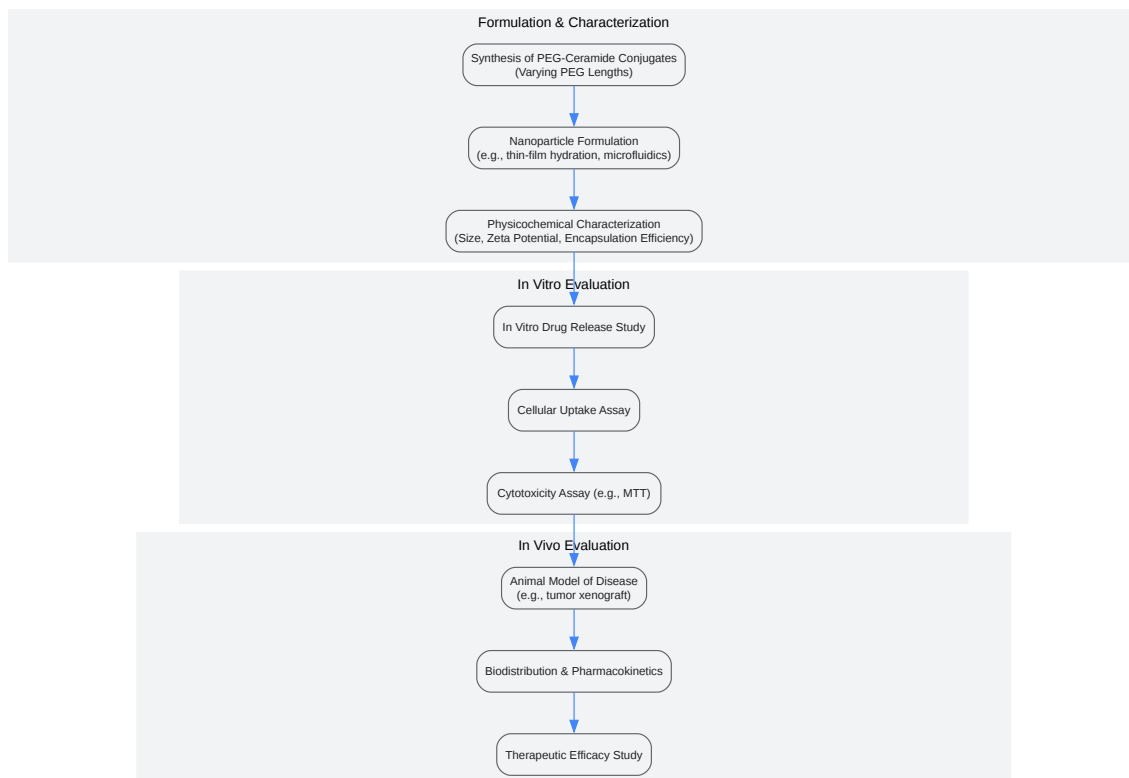 Formulation & Characterization
Synthesis of PEG-Ceramide Conjugates
(Varying PEG Lengths)
Nanoparticle Formulation
(e.g., thin-film hydration, microfluidics)
Physicochemical Characterization
(Size, Zeta Potential, Encapsulation Efficiency)
In Vitro Evaluation
In Vitro Drug Release Study
Cellular Uptake Assay
Cytotoxicity Assay (e.g., MTT)
In Vivo Evaluation
Animal Model of Disease
(e.g., tumor xenograft)
Biodistribution & Pharmacokinetics
Therapeutic Efficacy Study